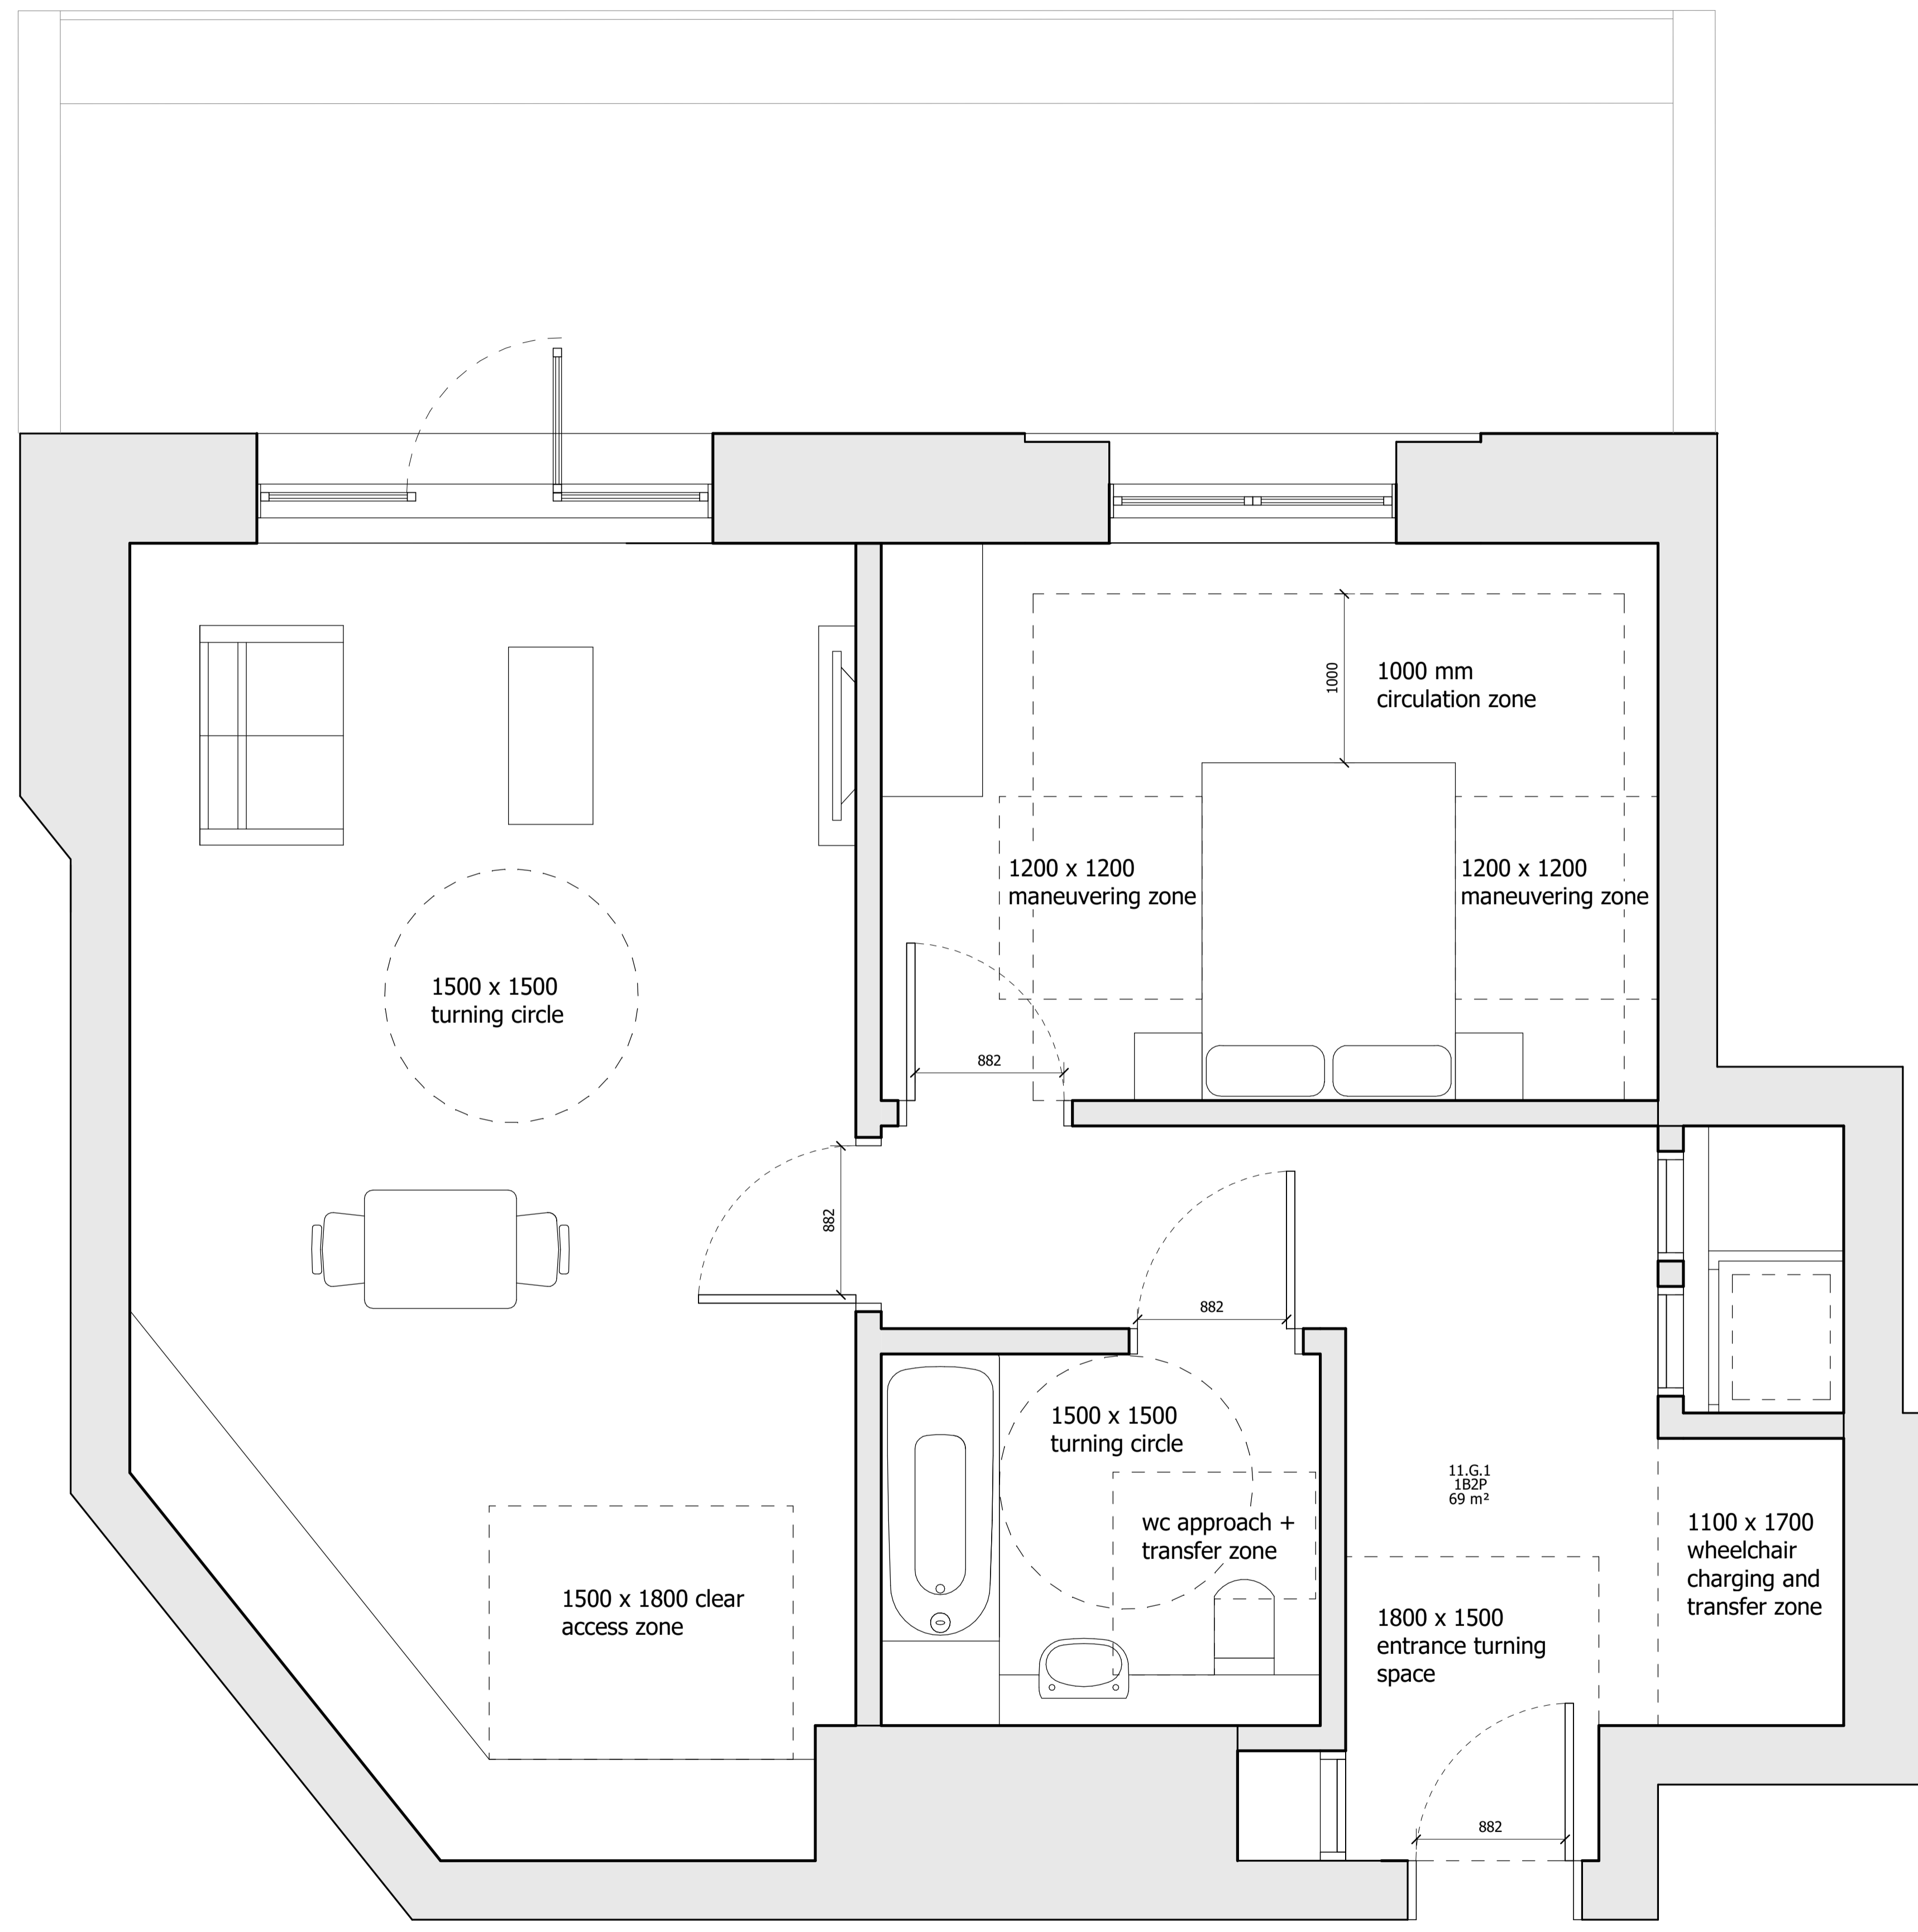 1000
1000 mm
circulation zone
1200 x 1200
maneuvering zone
1200 x 1200
maneuvering zone
1500 x 1500
turning circle
882
882
882
1500 x 1500
turning circle
wc approach +
transfer zone
11.G.1
1B2P
69 m²
1100 x 1700
wheelchair
charging and
transfer zone
1500 x 1800 clear
access zone
1800 x 1500
entrance turning
space
882